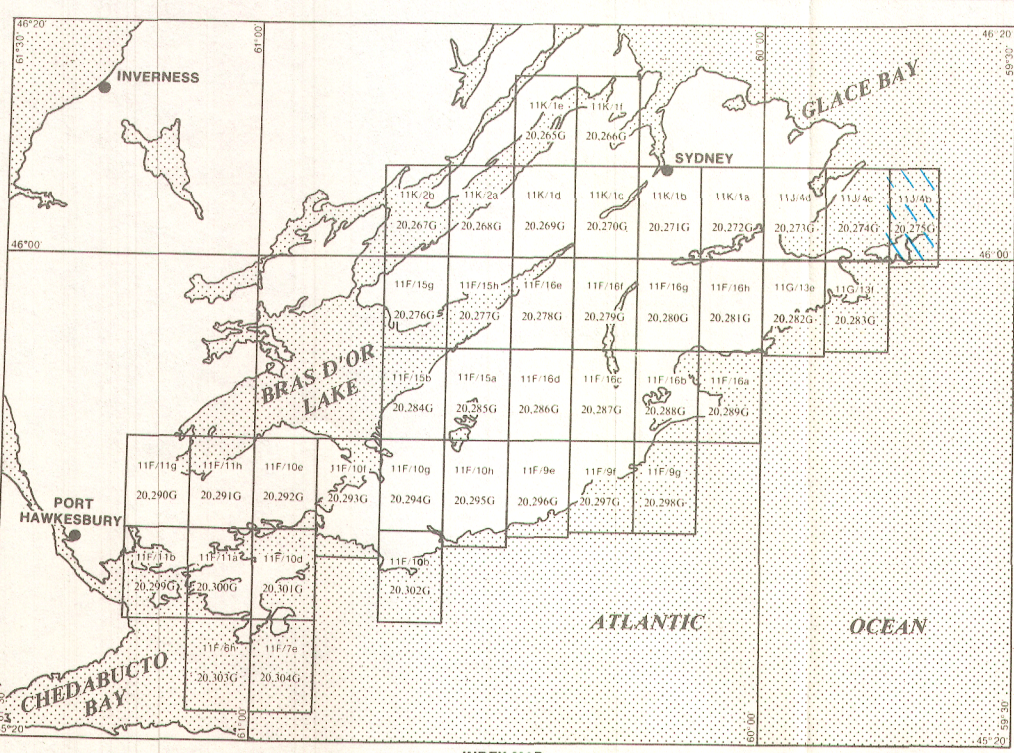 46°20'
61°30'
61°00'
60°00'
46°20'
59°30'
INVERNESS
GLACE BAY
SYDNEY
11K/1e
20,265G
11K/1f
20,266G
11K/2b
20,267G
11K/2a
20,268G
11K/1d
20,269G
11K/1c
20,270G
11K/1b
20,271G
11K/1a
20,272G
11J/4d
20,273G
11J/4c
20,274G
11J/4b
20,275G
46°00
46°00
11F/15g
20,276G
11F/15h
20,277G
11F/16e
20,278G
11F/16f
20,279G
11F/16g
20,280G
11F/16h
20,281G
11G/13e
20,282G
11G/13f
20,283G
BRAS D'OR
LAKE
11F/15b
20,284G
11F/15a
20,285G
11F/16d
20,286G
11F/16c
20,287G
11F/16b
20,288G
11F/16a
20,289G
11F/11g
20,290G
11F/11h
20,291G
11F/10e
20,292G
11F/10f
20,293G
11F/10g
20,294G
11F/10h
20,295G
11F/9e
20,296G
11F/9f
20,297G
11F/9g
20,298G
PORT
HAWKESBURY
11F/11b
20,299G
11F/11a
20,300G
11F/10d
20,301G
11F/10b
20,302G
ATLANTIC OCEAN
11F/6h
20,303G
11F/7e
20,304G
CHEDABUCTO
BAY
5°20'
61°00
60°00
59°30'
45°20'